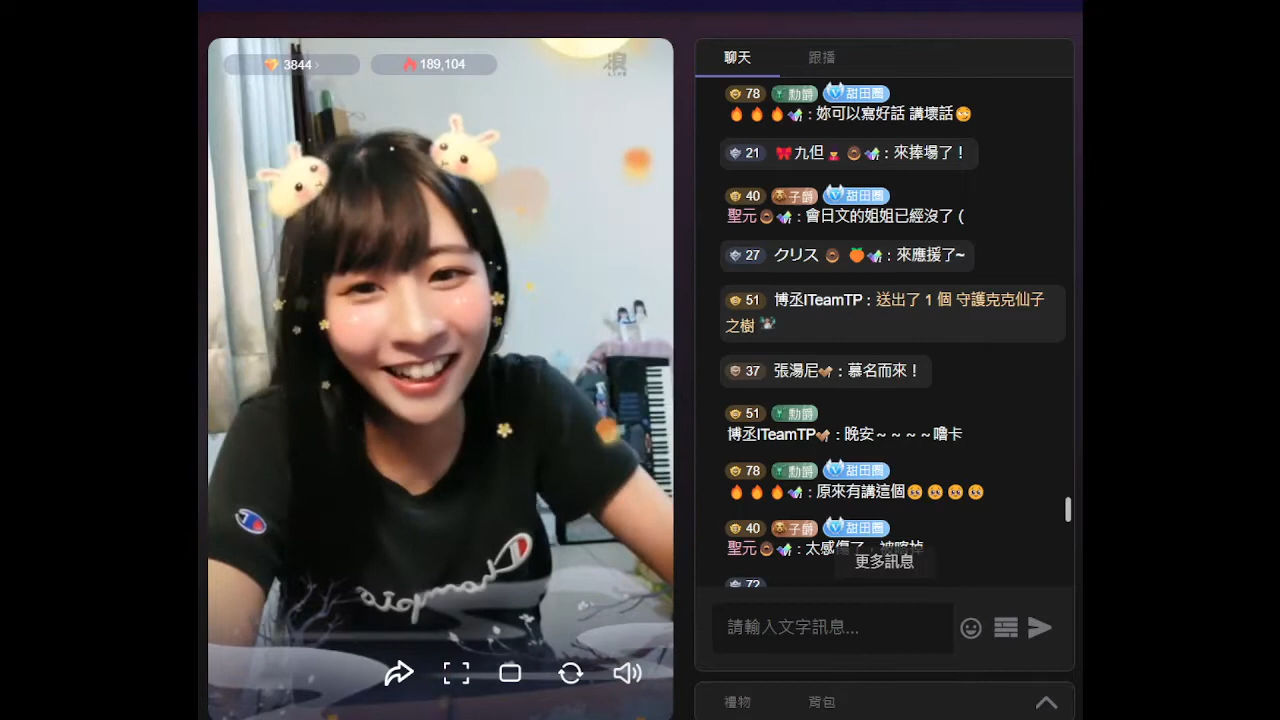 3844
189,104
浪
LIVE
聊天
跟播
78 勳爵 甜田圈
: 妳可以寫好話 講壞話
21 九但 : 來捧場了!
40 子爵 甜田圈
聖元 : 會日文的姐姐已經沒了 (
27 クリス : 來應援了~
51 博丞ITeamTP : 送出了 1 個 守護克克仙子
之樹
37 張湯尼 : 慕名而來!
51 勳爵
博丞ITeamTP : 晚安~~~~嚕卡
78 勳爵 甜田圈
: 原來有講這個
40 子爵 甜田圈
聖元 : 太感傷了
更多訊息
72
請輸入文字訊息...
禮物
背包
Champion